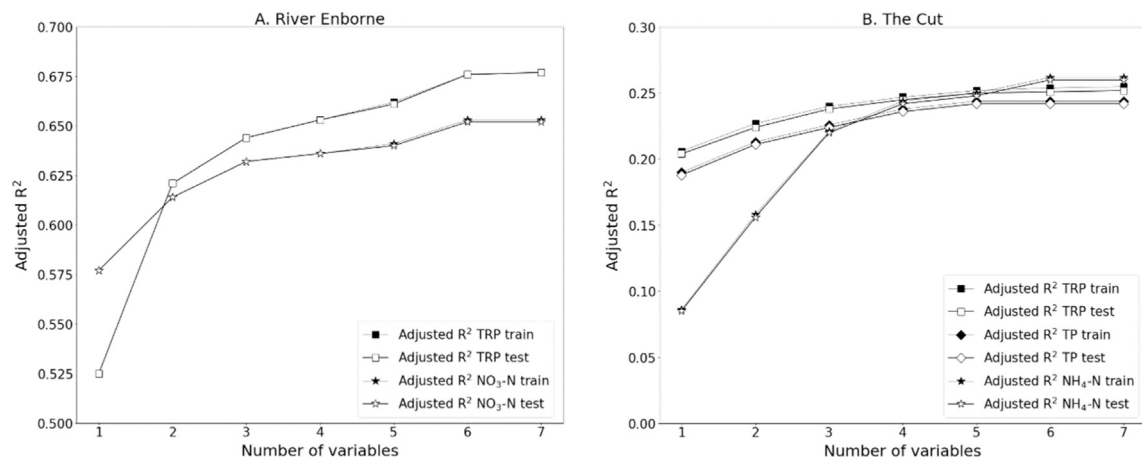 A. River Enborne
0.700
0.675
0.650
0.625
0.600
0.575
0.550
0.525
0.500
Adjusted R²
1 2 3 4 5 6 7
Number of variables
Adjusted R² TRP train
Adjusted R² TRP test
Adjusted R² NO₃-N train
Adjusted R² NO₃-N test
B. The Cut
0.30
0.25
0.20
0.15
0.10
0.05
0.00
Adjusted R²
1 2 3 4 5 6 7
Number of variables
Adjusted R² TRP train
Adjusted R² TRP test
Adjusted R² TP train
Adjusted R² TP test
Adjusted R² NH₄-N train
Adjusted R² NH₄-N test